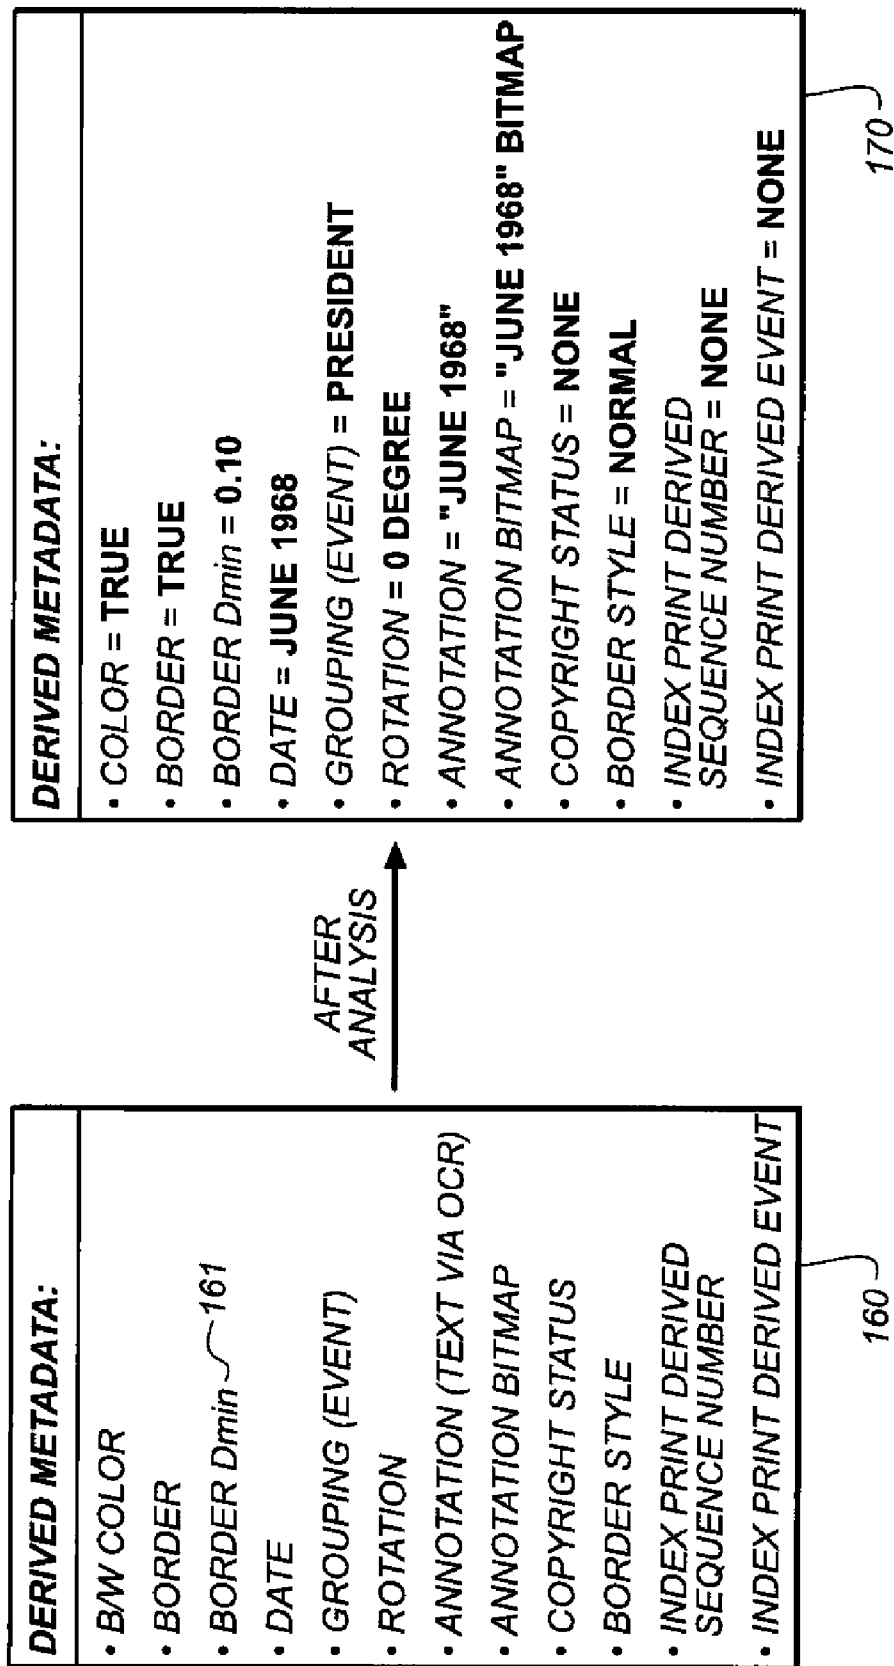 DERIVED METADATA:
• B/W COLOR
• BORDER
• BORDER Dmin 161
• DATE
• GROUPING (EVENT)
• ROTATION
• ANNOTATION (TEXT VIA OCR)
• ANNOTATION BITMAP
• COPYRIGHT STATUS
• BORDER STYLE
• INDEX PRINT DERIVED
SEQUENCE NUMBER
• INDEX PRINT DERIVED EVENT
160
AFTER
ANALYSIS
DERIVED METADATA:
• COLOR = TRUE
• BORDER = TRUE
• BORDER Dmin = 0.10
• DATE = JUNE 1968
• GROUPING (EVENT) = PRESIDENT
• ROTATION = 0 DEGREE
• ANNOTATION = "JUNE 1968"
• ANNOTATION BITMAP = "JUNE 1968" BITMAP
• COPYRIGHT STATUS = NONE
• BORDER STYLE = NORMAL
• INDEX PRINT DERIVED
SEQUENCE NUMBER = NONE
• INDEX PRINT DERIVED EVENT = NONE
170